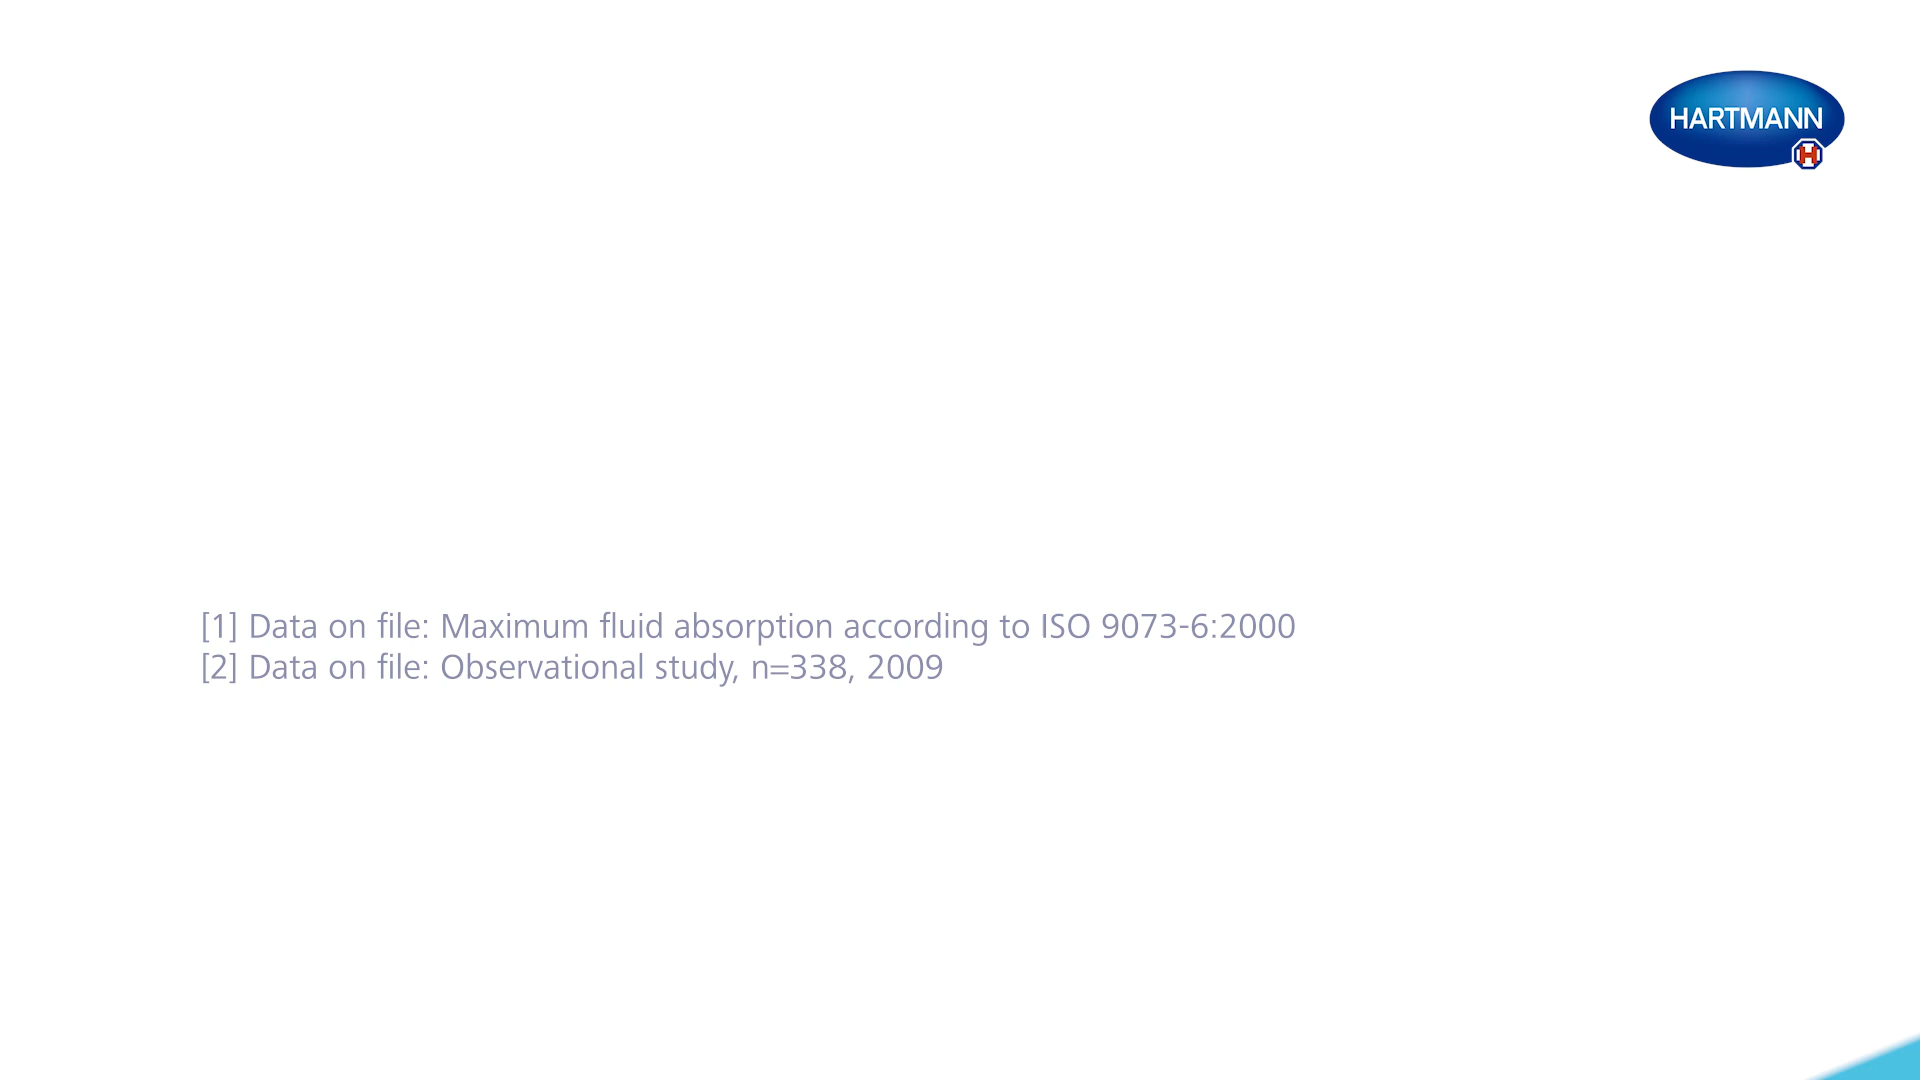 HARTMANN
H
[1] Data on file: Maximum fluid absorption according to ISO 9073-6:2000
[2] Data on file: Observational study, n=338, 2009